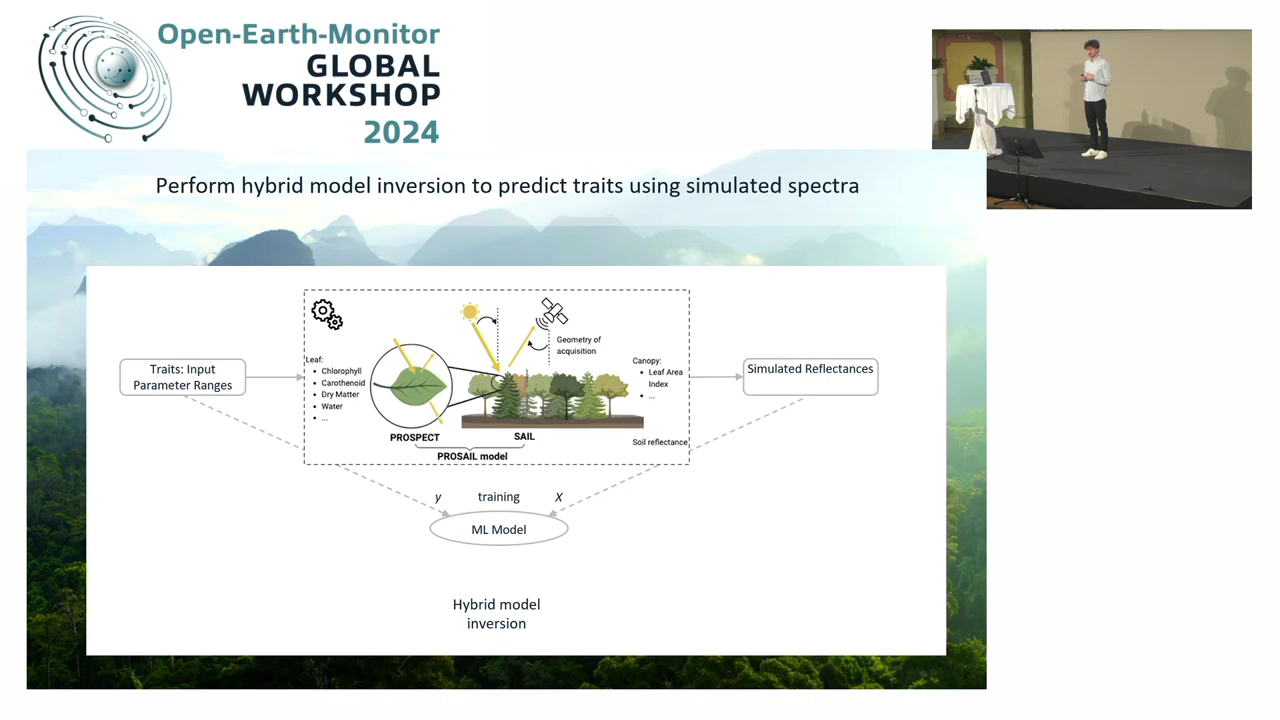 Open-Earth-Monitor
GLOBAL
WORKSHOP
2024
Perform hybrid model inversion to predict traits using simulated spectra
Traits: Input
Parameter Ranges
Leaf:
• Chlorophyll
• Carothenoid
• Dry Matter
• Water
• ...
Geometry of
acquisition
Canopy:
• Leaf Area
Index
• ...
Soil reflectance
PROSPECT
SAIL
PROSAIL model
Simulated Reflectances
y
training
X
ML Model
Hybrid model
inversion